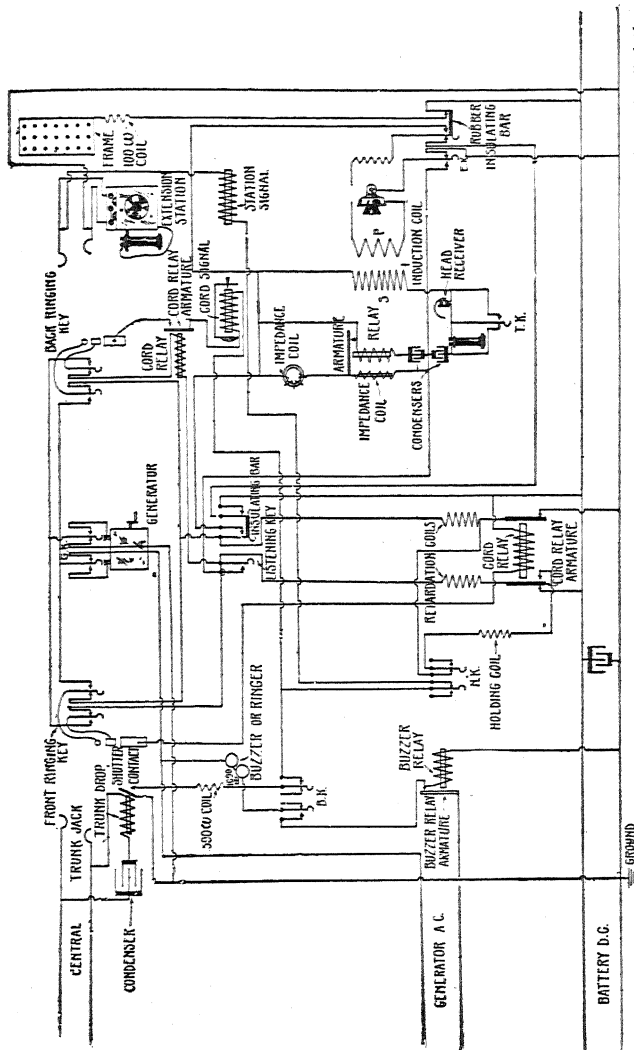 CENTRAL
TRUNK JACK
CONDENSER
TRUNK DROP
SHUTTER
CONTACT
FRONT RINGING
KEY
GENERATOR
BACK RINGING
KEY
CORD
RELAY
CORD RELAY
ARMATURE
CORD SIGNAL
EXTENSION
STATION
STATION
SIGNAL
FRAME
100 ω
COIL
500 ω COIL
BUZZER OR RINGER
B.K.
LISTENING KEY
INSULATING BAR
IMPEDANCE
COIL
ARMATURE
RELAY
IMPEDANCE
COIL
CONDENSERS
S
P
INDUCTION COIL
HEAD
RECEIVER
T.K.
RUBBER
INSULATING
BAR
GENERATOR A C.
BUZZER RELAY
ARMATURE
BUZZER
RELAY
H.K.
HOLDING COIL
RETARDATION COILS
CORD
RELAY
CORD RELAY
ARMATURE
BATTERY D.C.
GROUND